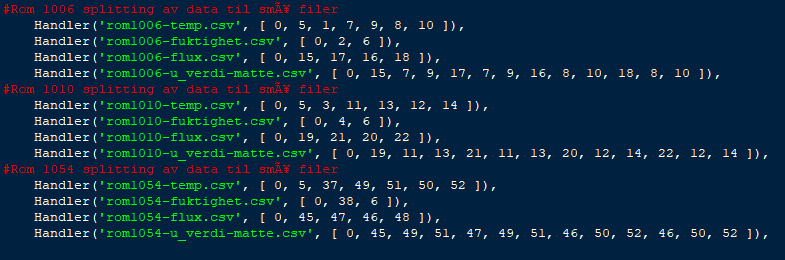 #Rom 1006 splitting av data til smÃ¥ filer
Handler('rom1006-temp.csv', [ 0, 5, 1, 7, 9, 8, 10 ]),
Handler('rom1006-fuktighet.csv', [ 0, 2, 6 ]),
Handler('rom1006-flux.csv', [ 0, 15, 17, 16, 18 ]),
Handler('rom1006-u_verdi-matte.csv', [ 0, 15, 7, 9, 17, 7, 9, 16, 8, 10, 18, 8, 10 ]),
#Rom 1010 splitting av data til smÃ¥ filer
Handler('rom1010-temp.csv', [ 0, 5, 3, 11, 13, 12, 14 ]),
Handler('rom1010-fuktighet.csv', [ 0, 4, 6 ]),
Handler('rom1010-flux.csv', [ 0, 19, 21, 20, 22 ]),
Handler('rom1010-u_verdi-matte.csv', [ 0, 19, 11, 13, 21, 11, 13, 20, 12, 14, 22, 12, 14 ]),
#Rom 1054 splitting av data til smÃ¥ filer
Handler('rom1054-temp.csv', [ 0, 5, 37, 49, 51, 50, 52 ]),
Handler('rom1054-fuktighet.csv', [ 0, 38, 6 ]),
Handler('rom1054-flux.csv', [ 0, 45, 47, 46, 48 ]),
Handler('rom1054-u_verdi-matte.csv', [ 0, 45, 49, 51, 47, 49, 51, 46, 50, 52, 46, 50, 52 ]),